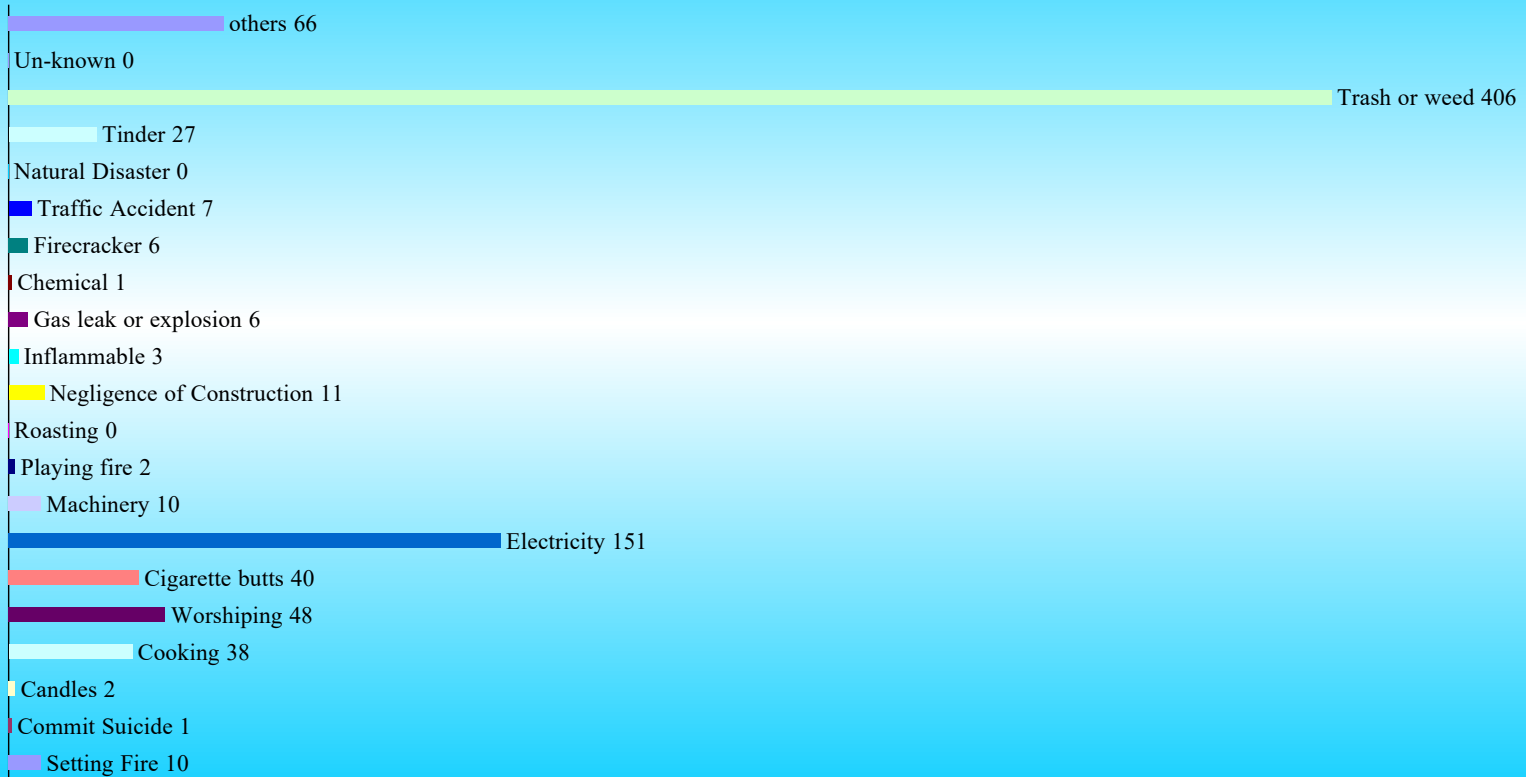 others 66
Un-known 0
Trash or weed 406
Tinder 27
Natural Disaster 0
Traffic Accident 7
Firecracker 6
Chemical 1
Gas leak or explosion 6
Inflammable 3
Negligence of Construction 11
Roasting 0
Playing fire 2
Machinery 10
Electricity 151
Cigarette butts 40
Worshiping 48
Cooking 38
Candles 2
Commit Suicide 1
Setting Fire 10